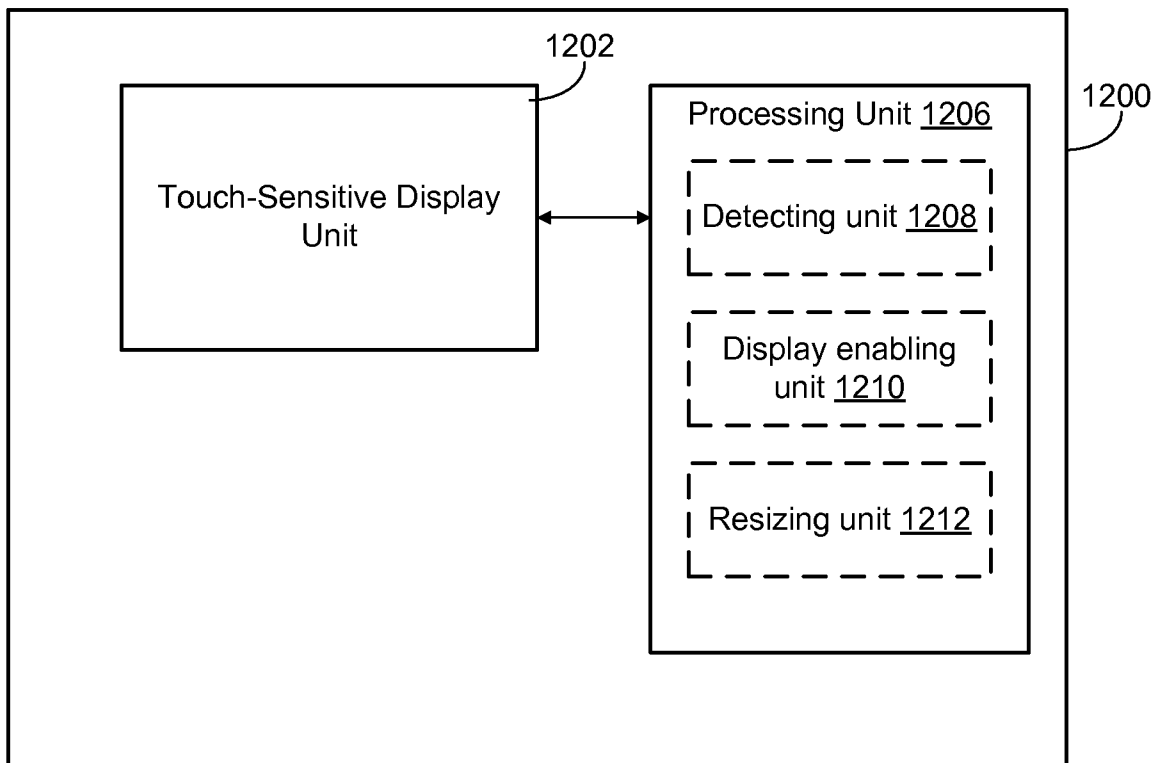 1202
1200
Touch-Sensitive Display
Unit
Processing Unit 1206
Detecting unit 1208
Display enabling
unit 1210
Resizing unit 1212